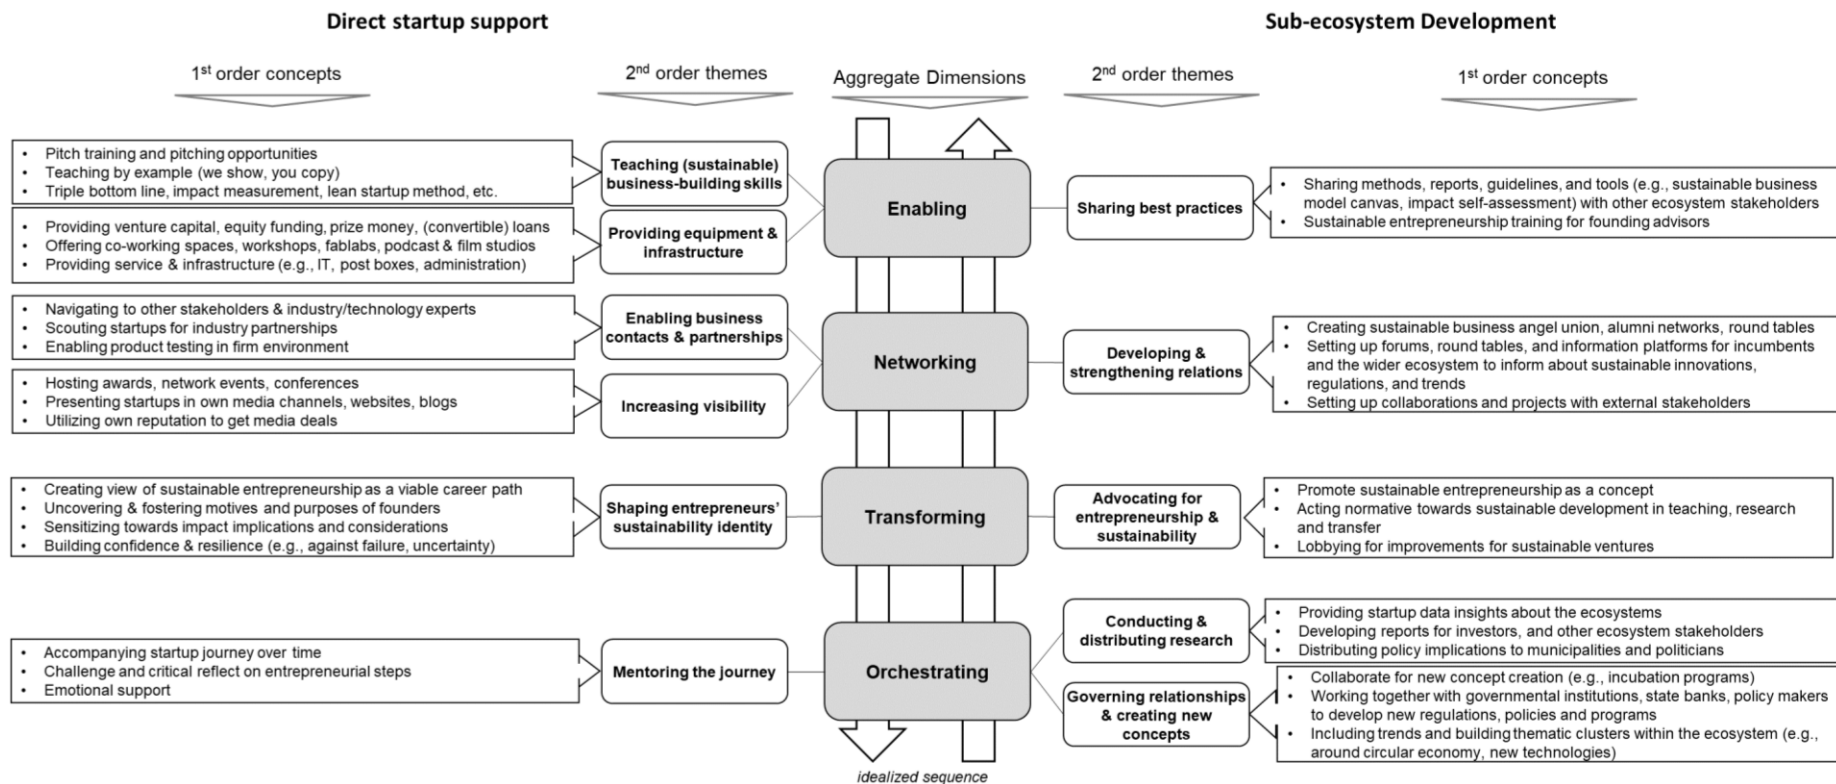 Direct startup support
Sub-ecosystem Development
1st order concepts
2nd order themes
Aggregate Dimensions
2nd order themes
1st order concepts
• Pitch training and pitching opportunities
• Teaching by example (we show, you copy)
• Triple bottom line, impact measurement, lean startup method, etc.
Teaching (sustainable)
business-building skills
• Providing venture capital, equity funding, prize money, (convertible) loans
• Offering co-working spaces, workshops, fablabs, podcast & film studios
• Providing service & infrastructure (e.g., IT, post boxes, administration)
Providing equipment &
infrastructure
Enabling
Sharing best practices
• Sharing methods, reports, guidelines, and tools (e.g., sustainable business
model canvas, impact self-assessment) with other ecosystem stakeholders
• Sustainable entrepreneurship training for founding advisors
• Navigating to other stakeholders & industry/technology experts
• Scouting startups for industry partnerships
• Enabling product testing in firm environment
Enabling business
contacts & partnerships
• Hosting awards, network events, conferences
• Presenting startups in own media channels, websites, blogs
• Utilizing own reputation to get media deals
Increasing visibility
Networking
Developing &
strengthening relations
• Creating sustainable business angel union, alumni networks, round tables
• Setting up forums, round tables, and information platforms for incumbents
and the wider ecosystem to inform about sustainable innovations,
regulations, and trends
• Setting up collaborations and projects with external stakeholders
• Creating view of sustainable entrepreneurship as a viable career path
• Uncovering & fostering motives and purposes of founders
• Sensitizing towards impact implications and considerations
• Building confidence & resilience (e.g., against failure, uncertainty)
Shaping entrepreneurs'
sustainability identity
Transforming
Advocating for
entrepreneurship &
sustainability
• Promote sustainable entrepreneurship as a concept
• Acting normative towards sustainable development in teaching, research
and transfer
• Lobbying for improvements for sustainable ventures
• Accompanying startup journey over time
• Challenge and critical reflect on entrepreneurial steps
• Emotional support
Mentoring the journey
Orchestrating
Conducting &
distributing research
• Providing startup data insights about the ecosystems
• Developing reports for investors, and other ecosystem stakeholders
• Distributing policy implications to municipalities and politicians
Governing relationships
& creating new
concepts
• Collaborate for new concept creation (e.g., incubation programs)
• Working together with governmental institutions, state banks, policy makers
to develop new regulations, policies and programs
• Including trends and building thematic clusters within the ecosystem (e.g.,
around circular economy, new technologies)
idealized sequence